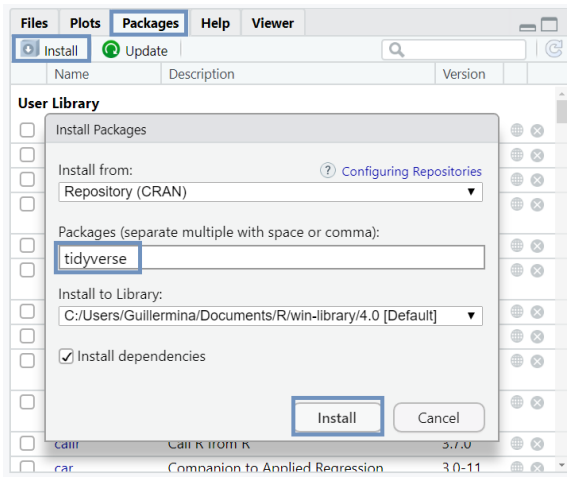 Files Plots Packages Help Viewer
Install Update
Name Description Version
User Library
Install Packages
Install from: ? Configuring Repositories
Repository (CRAN)
Packages (separate multiple with space or comma):
tidyverse
Install to Library:
C:/Users/Guillermina/Documents/R/win-library/4.0 [Default]
Install dependencies
Install Cancel
callr Call R from R 3.7.0
car Companion to Applied Regression 3.0-11